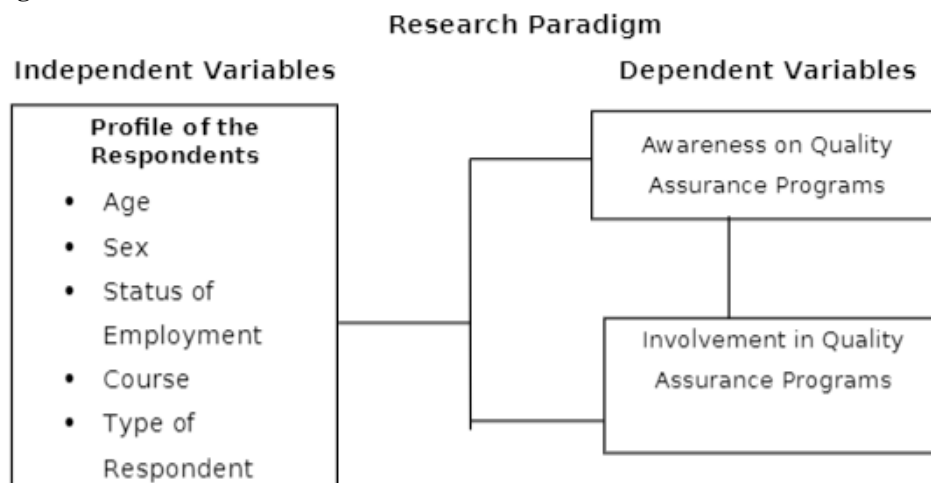 Research Paradigm
Independent Variables
Dependent Variables
Profile of the
Respondents
• Age
• Sex
• Status of
Employment
• Course
• Type of
Respondent
Awareness on Quality
Assurance Programs
Involvement in Quality
Assurance Programs